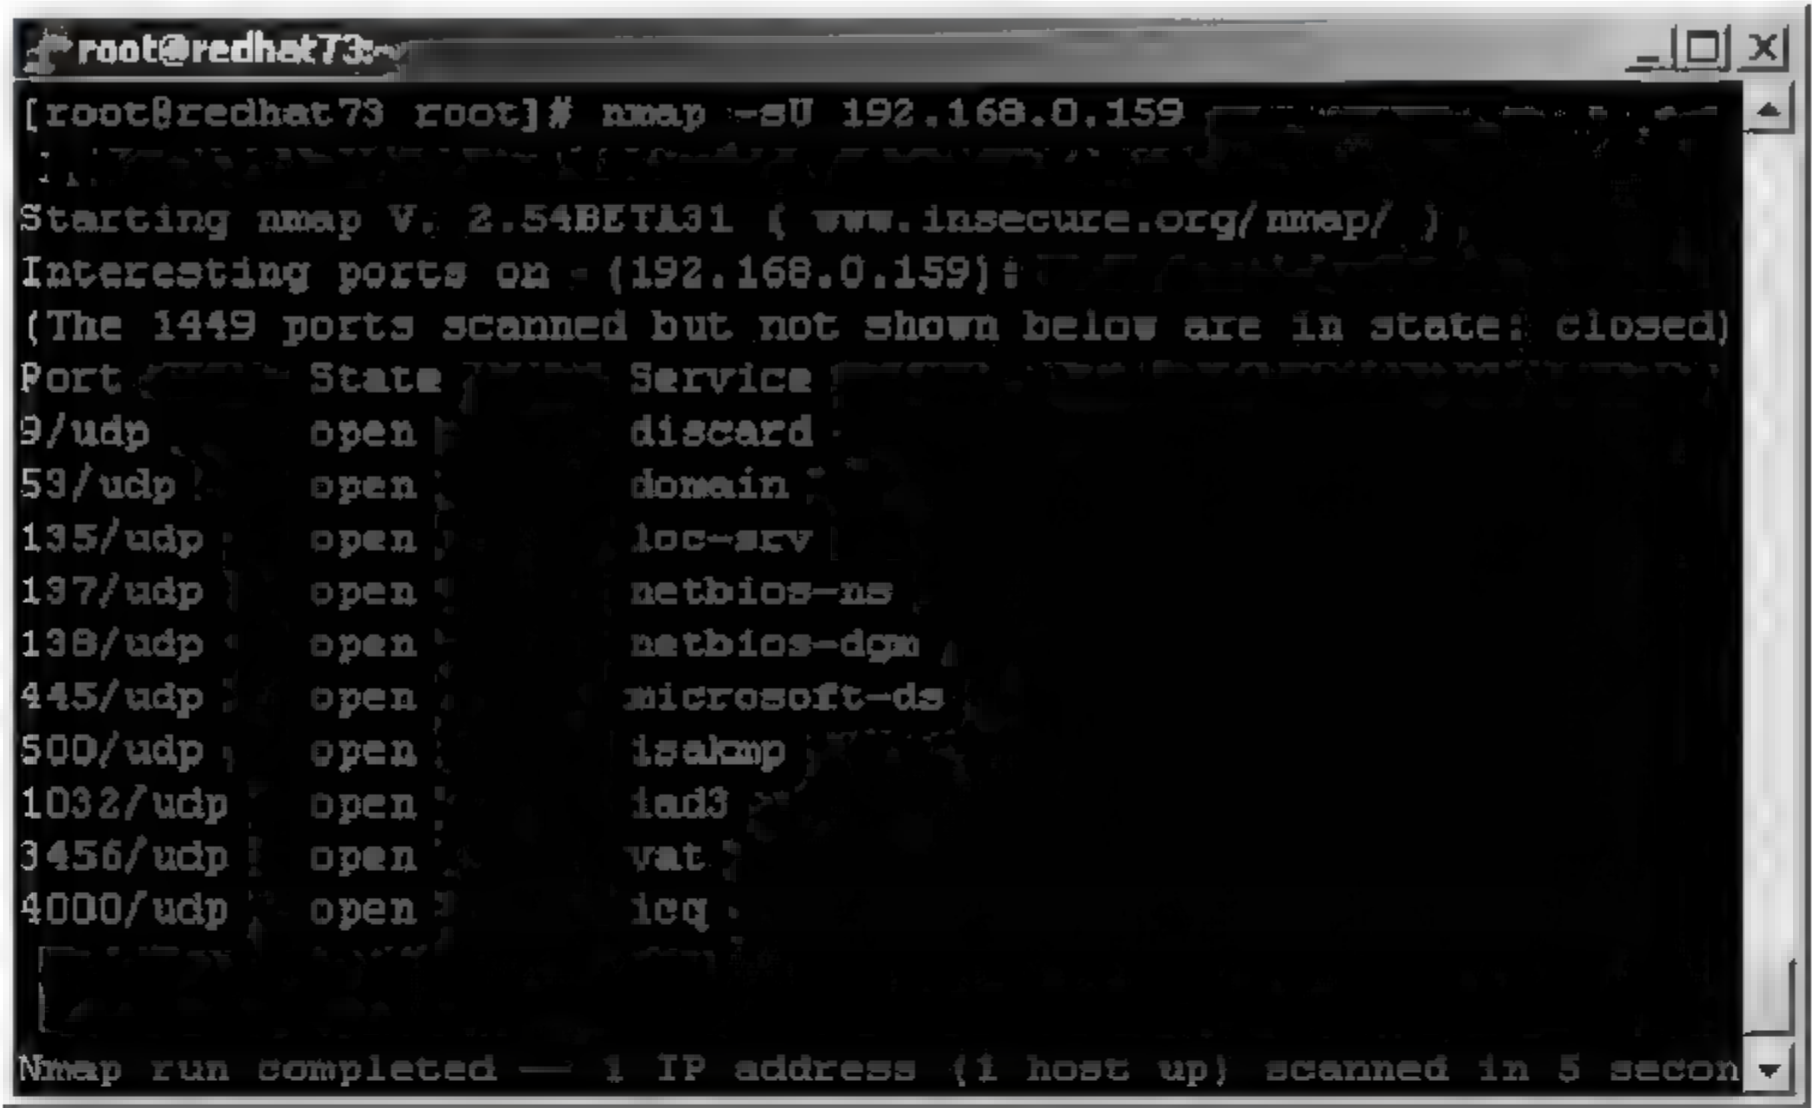 root@redhat73:~
[root@redhat73 root]# nmap -sU 192.168.0.159
Starting nmap V. 2.54BETA31 ( www.insecure.org/nmap/ )
Interesting ports on  (192.168.0.159):
(The 1449 ports scanned but not shown below are in state: closed)
Port State Service
9/udp open discard
53/udp open domain
135/udp open loc-srv
137/udp open netbios-ns
138/udp open netbios-dgm
445/udp open microsoft-ds
500/udp open isakmp
1032/udp open iad3
3456/udp open vat
4000/udp open icq
Nmap run completed -- 1 IP address (1 host up) scanned in 5 secon